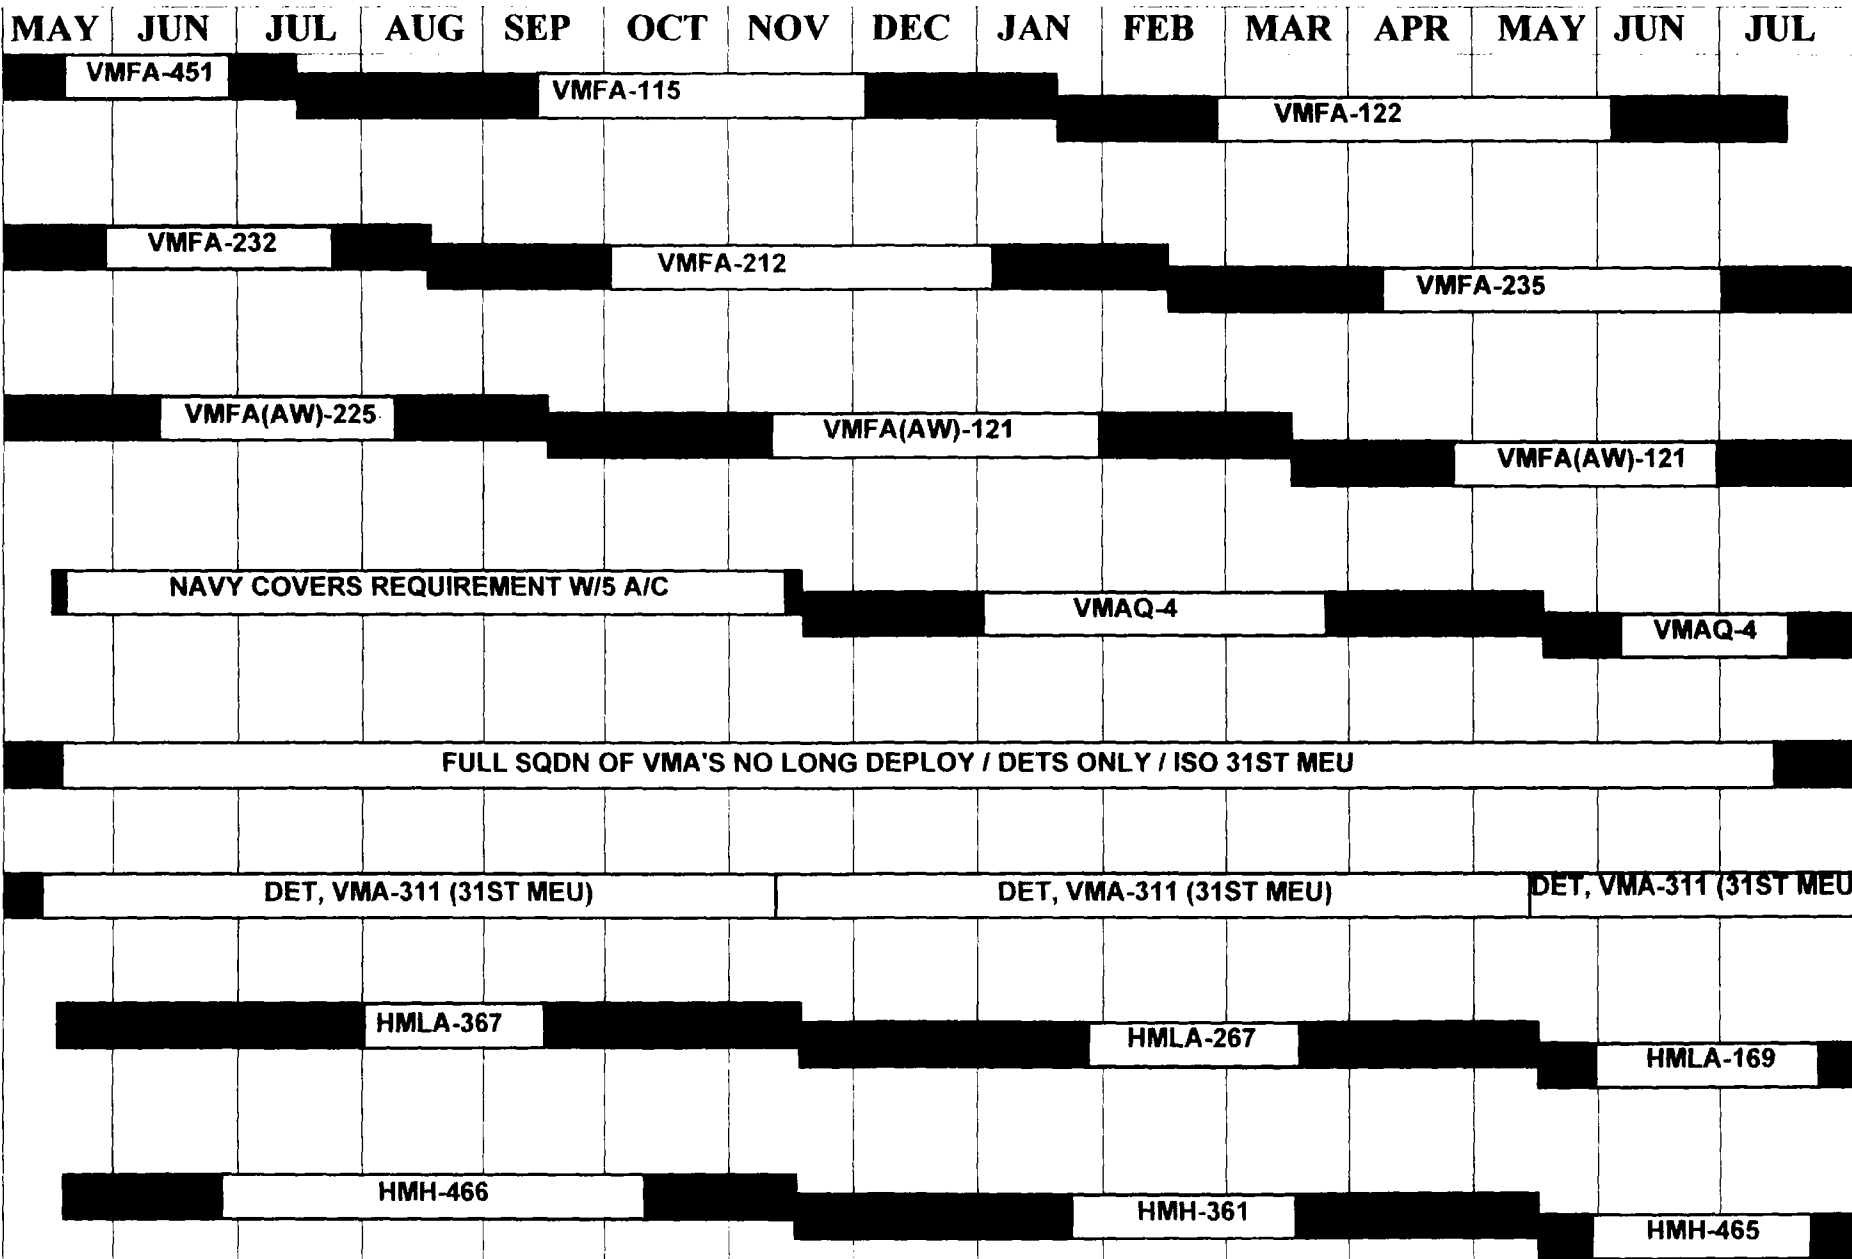 MAY JUN JUL AUG SEP OCT NOV DEC JAN FEB MAR APR MAY JUN JUL
VMFA-451
VMFA-115
VMFA-122
VMFA-232
VMFA-212
VMFA-235
VMFA(AW)-225
VMFA(AW)-121
VMFA(AW)-121
NAVY COVERS REQUIREMENT W/5 A/C
VMAQ-4
VMAQ-4
FULL SQDN OF VMA'S NO LONG DEPLOY / DETS ONLY / ISO 31ST MEU
DET, VMA-311 (31ST MEU)
DET, VMA-311 (31ST MEU)
DET, VMA-311 (31ST MEU
HMLA-367
HMLA-267
HMLA-169
HMH-466
HMH-361
HMH-465